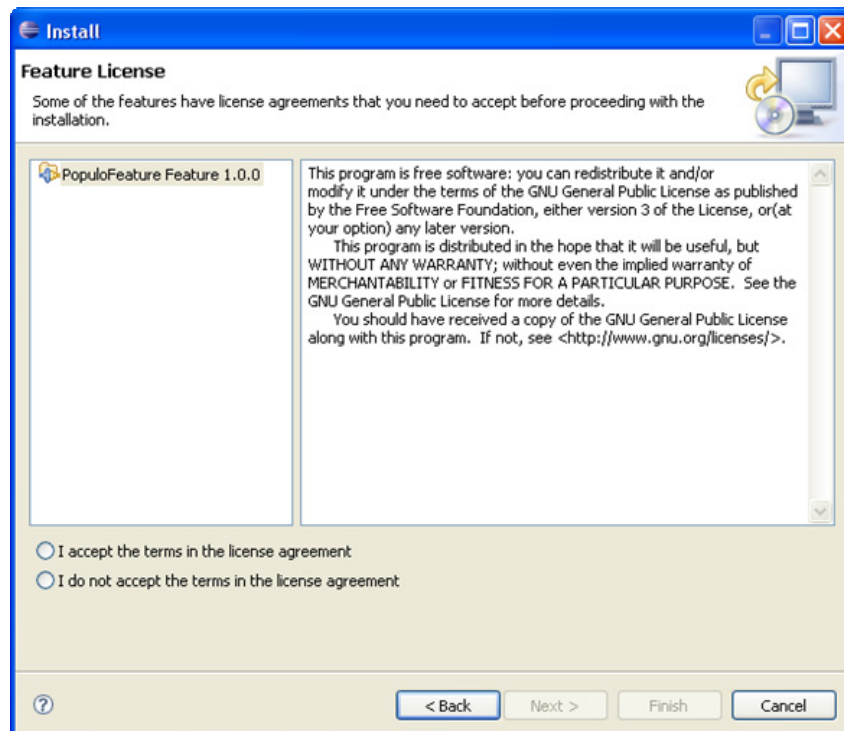 Install
Feature License
Some of the features have license agreements that you need to accept before proceeding with the
installation.
PopuloFeature Feature 1.0.0
This program is free software: you can redistribute it and/or
modify it under the terms of the GNU General Public License as published
by the Free Software Foundation, either version 3 of the License, or(at
your option) any later version.
This program is distributed in the hope that it will be useful, but
WITHOUT ANY WARRANTY; without even the implied warranty of
MERCHANTABILITY or FITNESS FOR A PARTICULAR PURPOSE.  See the
GNU General Public License for more details.
You should have received a copy of the GNU General Public License
along with this program.  If not, see <http://www.gnu.org/licenses/>.
I accept the terms in the license agreement
I do not accept the terms in the license agreement
?
< Back
Next >
Finish
Cancel